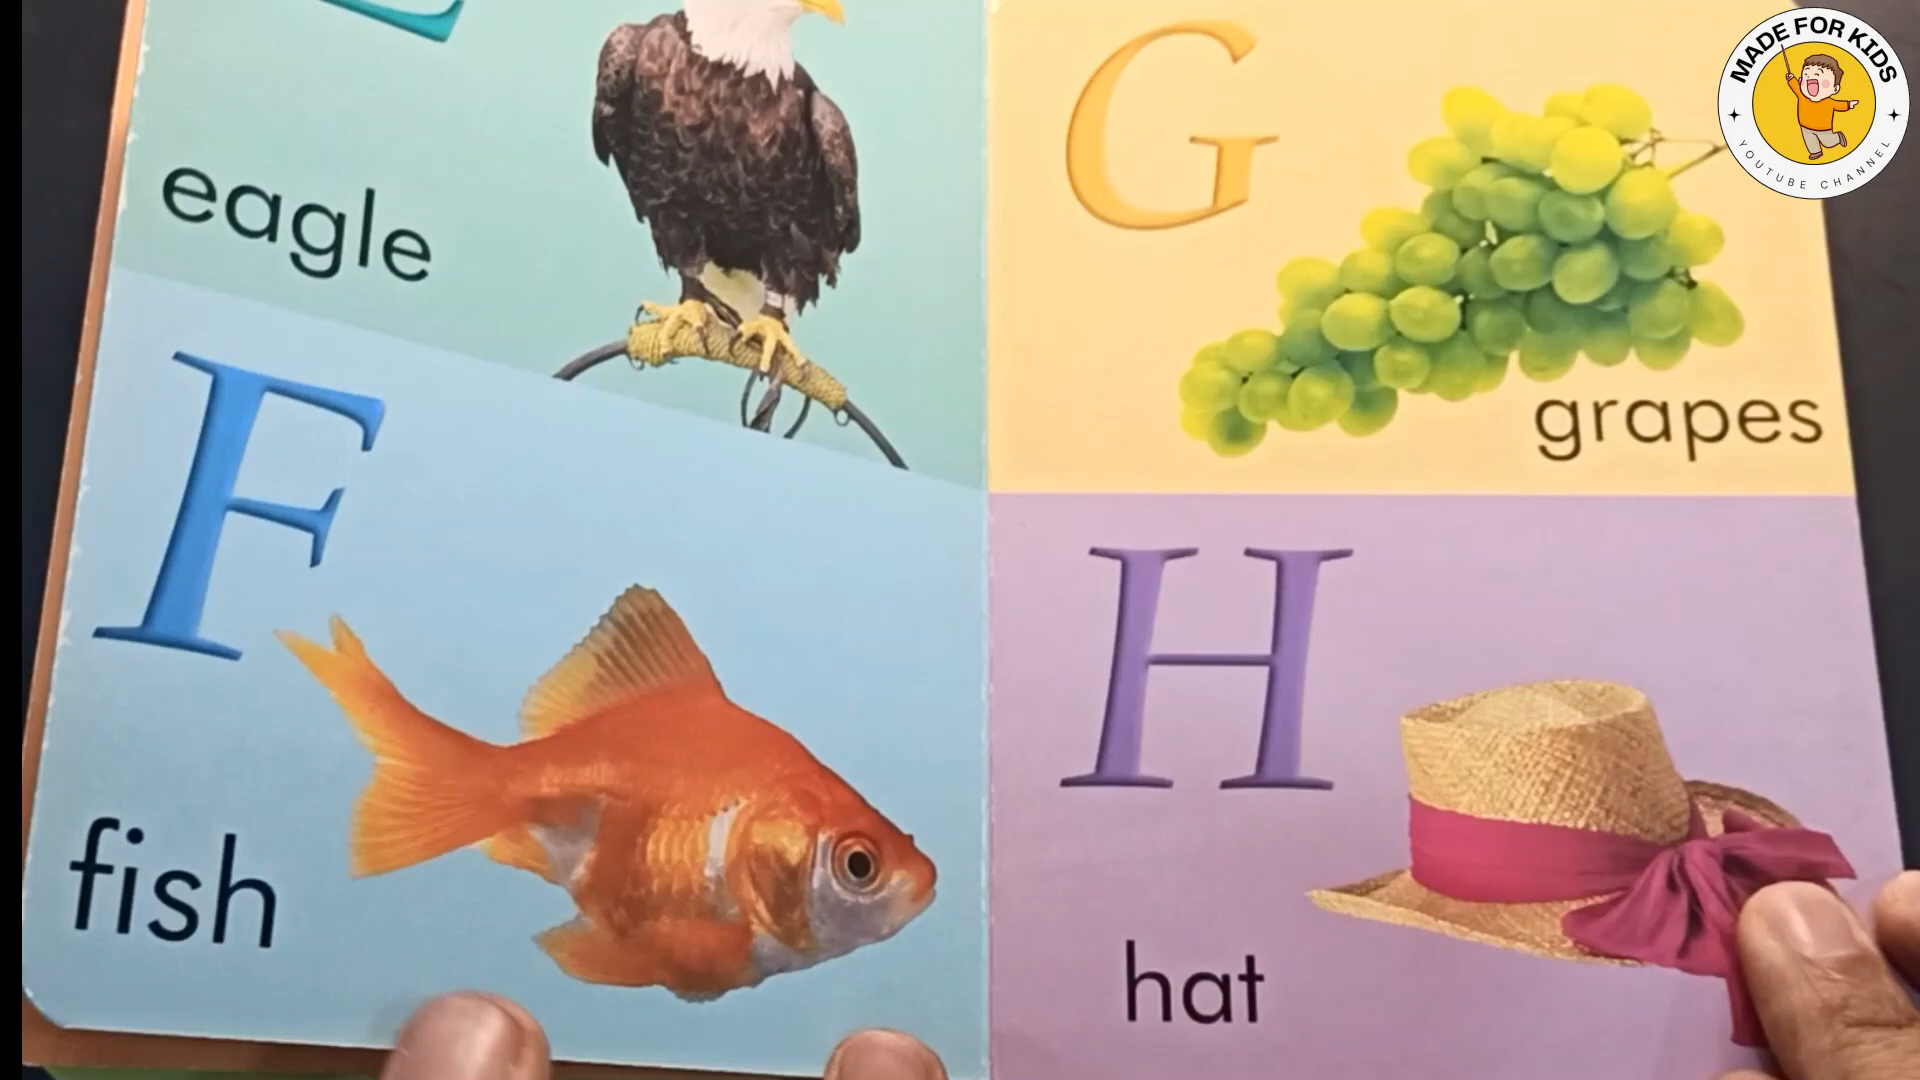 E
eagle
F
fish
G
grapes
H
hat
MADE FOR KIDS
YOUTUBE CHANNEL